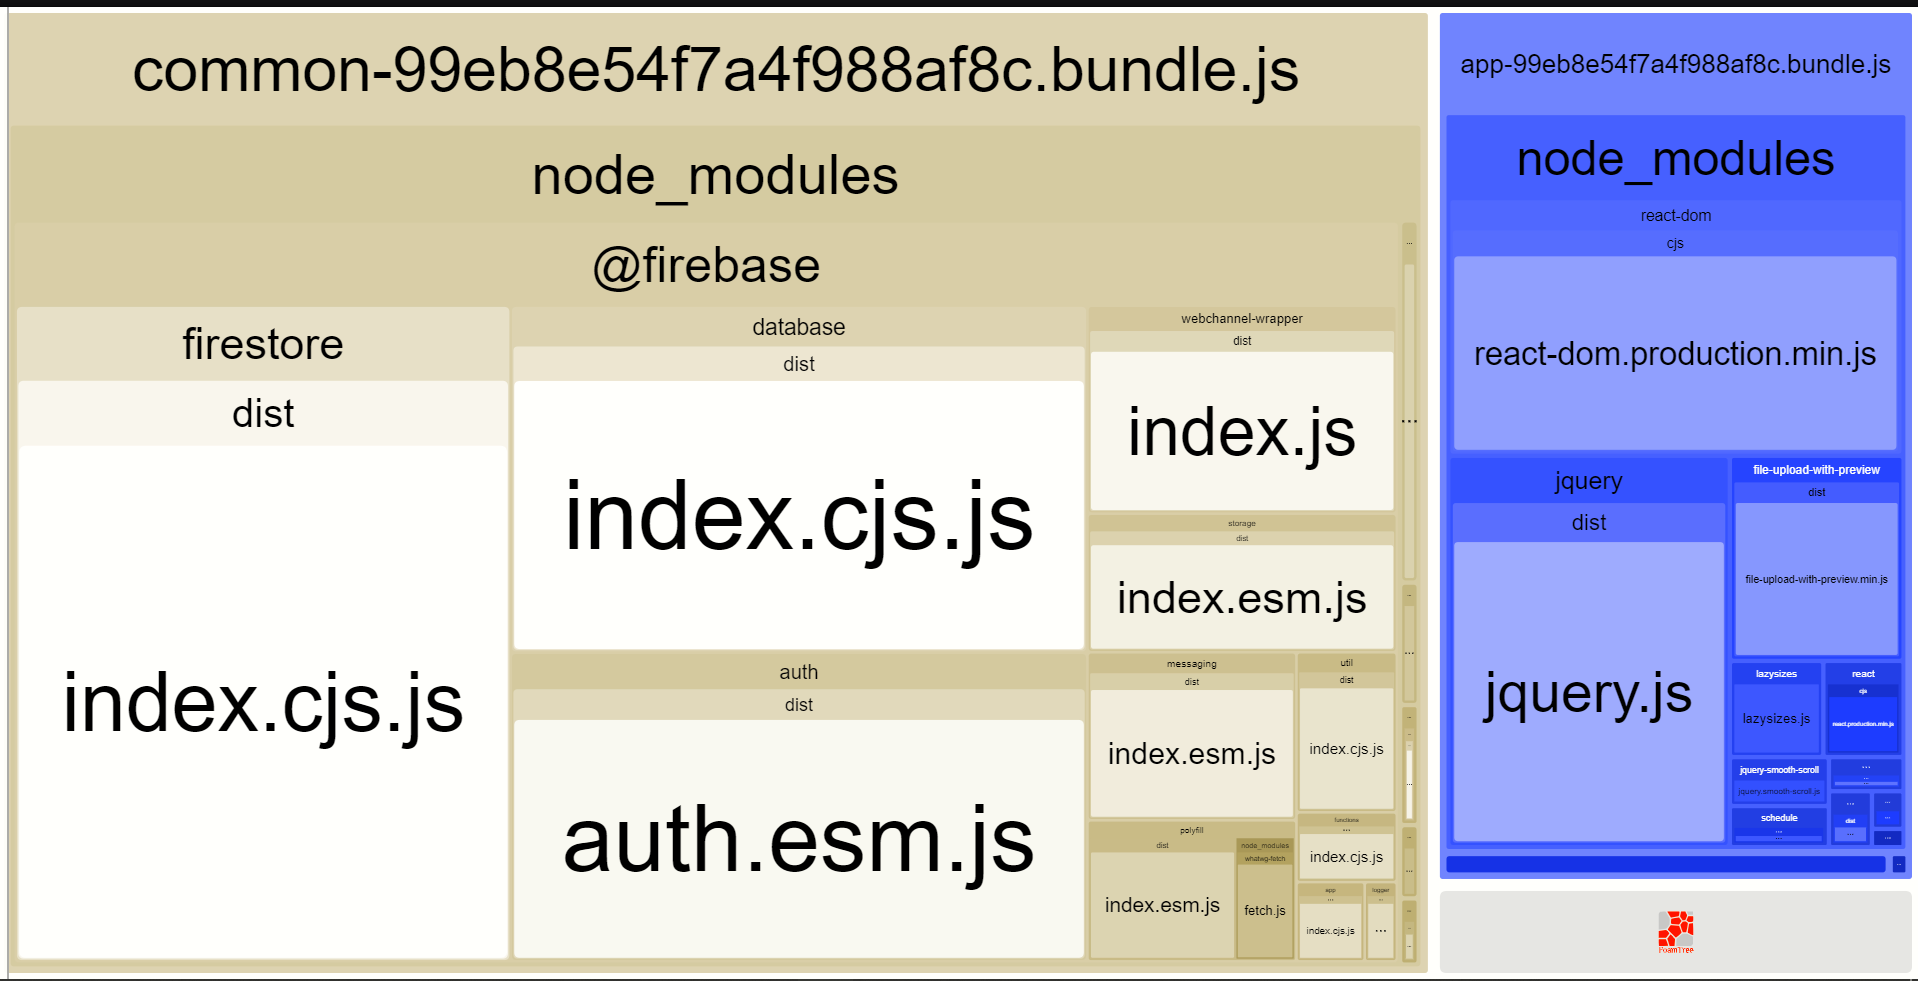 common-99eb8e54f7a4f988af8c.bundle.js
node_modules
@firebase
firestore
dist
index.cjs.js
database
dist
index.cjs.js
auth
dist
auth.esm.js
webchannel-wrapper
dist
index.js
storage
dist
index.esm.js
messaging
dist
index.esm.js
util
dist
index.cjs.js
polyfill
dist
index.esm.js
node_modules
whatwg-fetch
fetch.js
functions
...
index.cjs.js
app
...
index.cjs.js
logger
...
...
app-99eb8e54f7a4f988af8c.bundle.js
node_modules
react-dom
cjs
react-dom.production.min.js
jquery
dist
jquery.js
file-upload-with-preview
dist
file-upload-with-preview.min.js
lazysizes
lazysizes.js
react
cjs
react.production.min.js
jquery-smooth-scroll
jquery.smooth-scroll.js
schedule
...
...
dist
...
FoamTree